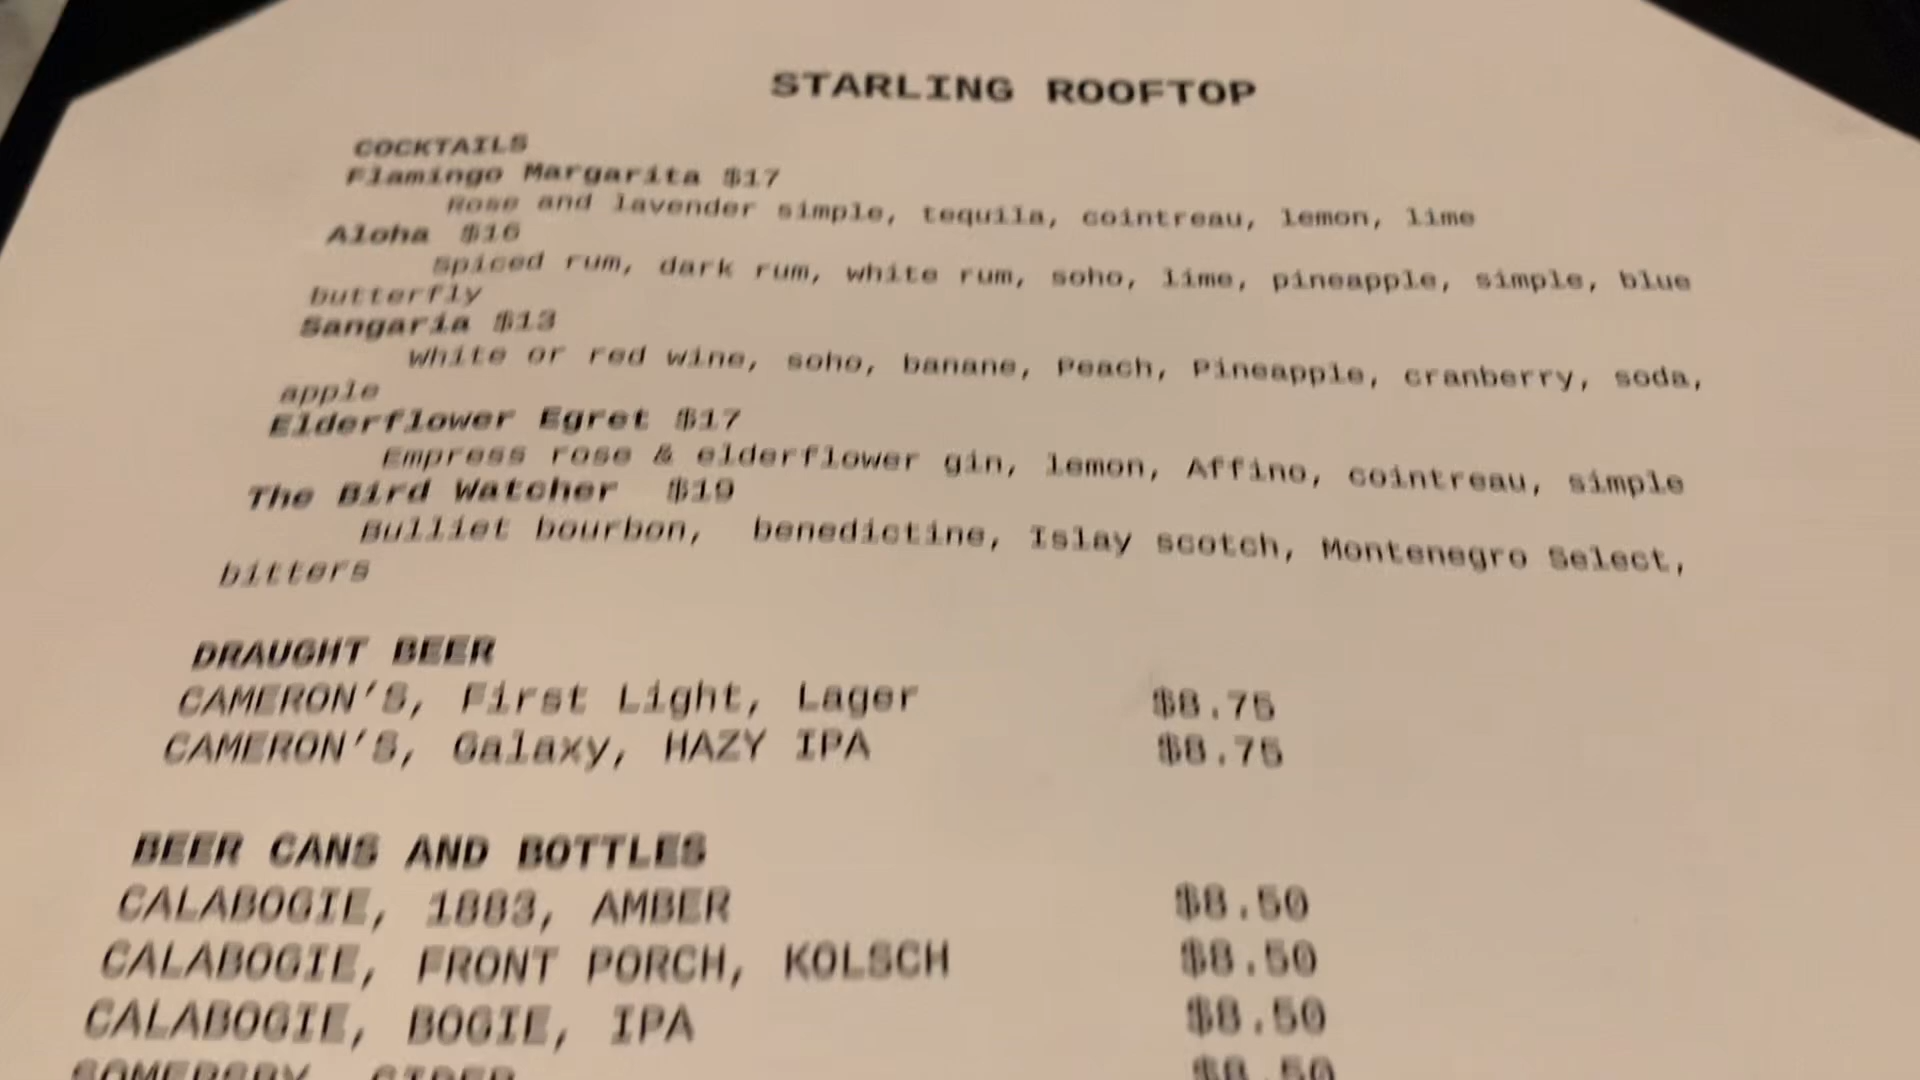 STARLING ROOFTOP
COCKTAILS
Flamingo Margarita $17
Rose and lavender simple, tequila, cointreau, lemon, lime
Aloha $16
Spiced rum, dark rum, white rum, soho, lime, pineapple, simple, blue
butterfly
Sangaria $13
White or red wine, soho, banane, Peach, Pineapple, cranberry, soda,
apple
Elderflower Egret $17
Empress rose & elderflower gin, lemon, Affino, cointreau, simple
The Bird Watcher $19
Bulliet bourbon, benedictine, Islay scotch, Montenegro Select,
bitters
DRAUGHT BEER
CAMERON'S, First Light, Lager $8.75
CAMERON'S, Galaxy, HAZY IPA $8.75
BEER CANS AND BOTTLES
CALABOGIE, 1883, AMBER $8.50
CALABOGIE, FRONT PORCH, KOLSCH $8.50
CALABOGIE, BOGIE, IPA $8.50
SOMERSBY, CIDER $8.50